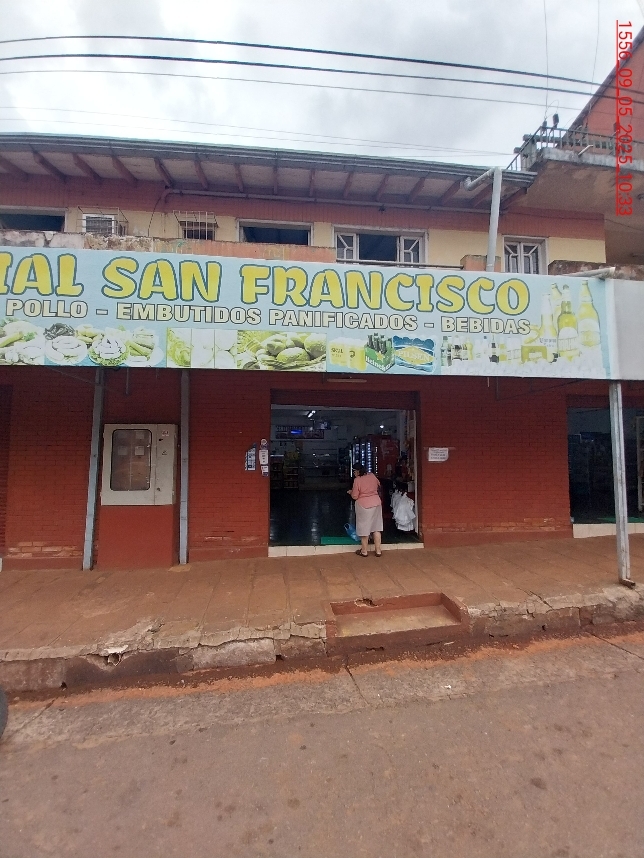 IAL SAN FRANCISCO
POLLO - EMBUTIDOS PANIFICADOS - BEBIDAS
1556_09_05_2025_10:33